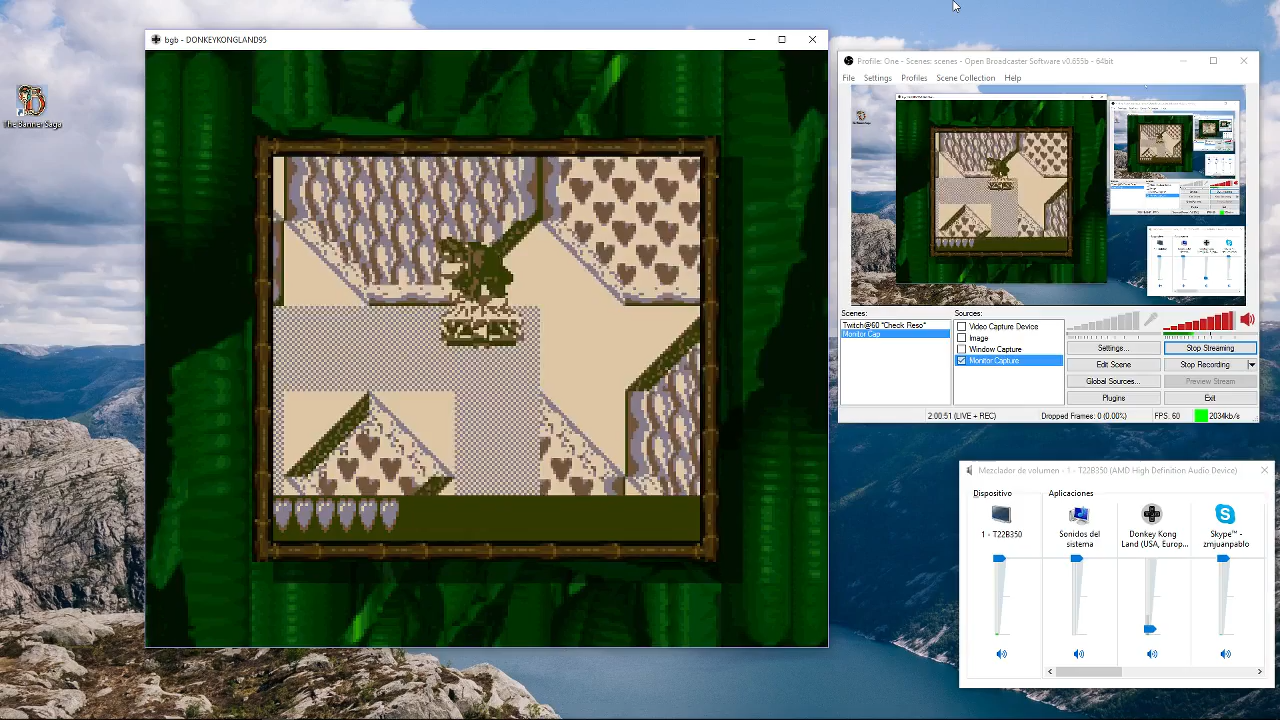 The Banner Saga
bgb - DONKEYKONGLAND95
Profile: One - Scenes: scenes - Open Broadcaster Software v0.655b - 64bit
File Settings Profiles Scene Collection Help
Scenes:
Twitch@60 "Check Reso"
Monitor Cap
Sources:
Video Capture Device
Image
Window Capture
Monitor Capture
Settings... Stop Streaming
Edit Scene Stop Recording
Global Sources... Preview Stream
Plugins Exit
2:00:51 (LIVE + REC) Dropped Frames: 0 (0.00%) FPS: 60 2034kb/s
Mezclador de volumen - 1 - T22B350 (AMD High Definition Audio Device)
Dispositivo
Aplicaciones
1 - T22B350
Sonidos del
sistema
Donkey Kong
Land (USA, Europ...
Skype™ -
zmjuanpablo